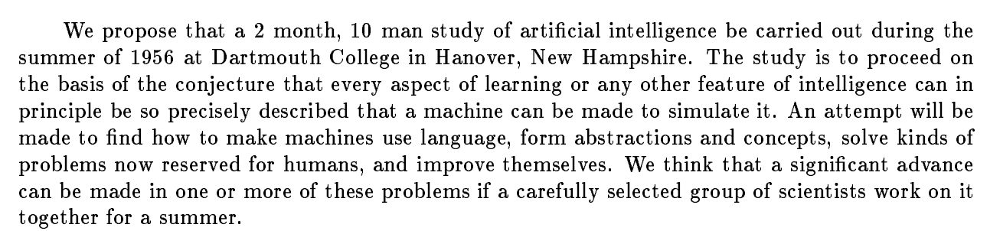 We propose that a 2 month, 10 man study of artificial intelligence be carried out during the
summer of 1956 at Dartmouth College in Hanover, New Hampshire. The study is to proceed on
the basis of the conjecture that every aspect of learning or any other feature of intelligence can in
principle be so precisely described that a machine can be made to simulate it. An attempt will be
made to find how to make machines use language, form abstractions and concepts, solve kinds of
problems now reserved for humans, and improve themselves. We think that a significant advance
can be made in one or more of these problems if a carefully selected group of scientists work on it
together for a summer.